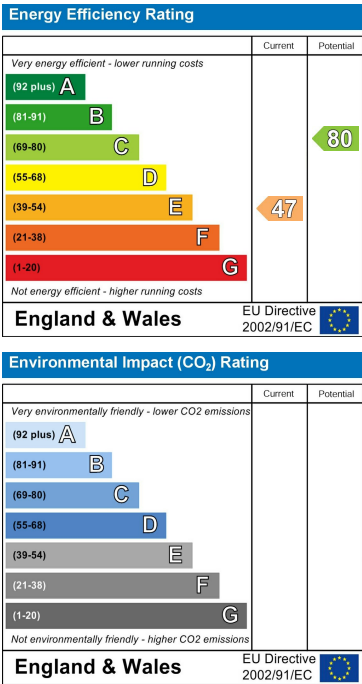 Energy Efficiency Rating
Current Potential
Very energy efficient - lower running costs
(92 plus) A
(81-91) B
(69-80) C
(55-68) D
(39-54) E
(21-38) F
(1-20) G
80
47
Not energy efficient - higher running costs
England & Wales
EU Directive
2002/91/EC
Environmental Impact (CO₂) Rating
Current Potential
Very environmentally friendly - lower CO2 emissions
(92 plus) A
(81-91) B
(69-80) C
(55-68) D
(39-54) E
(21-38) F
(1-20) G
Not environmentally friendly - higher CO2 emissions
England & Wales
EU Directive
2002/91/EC